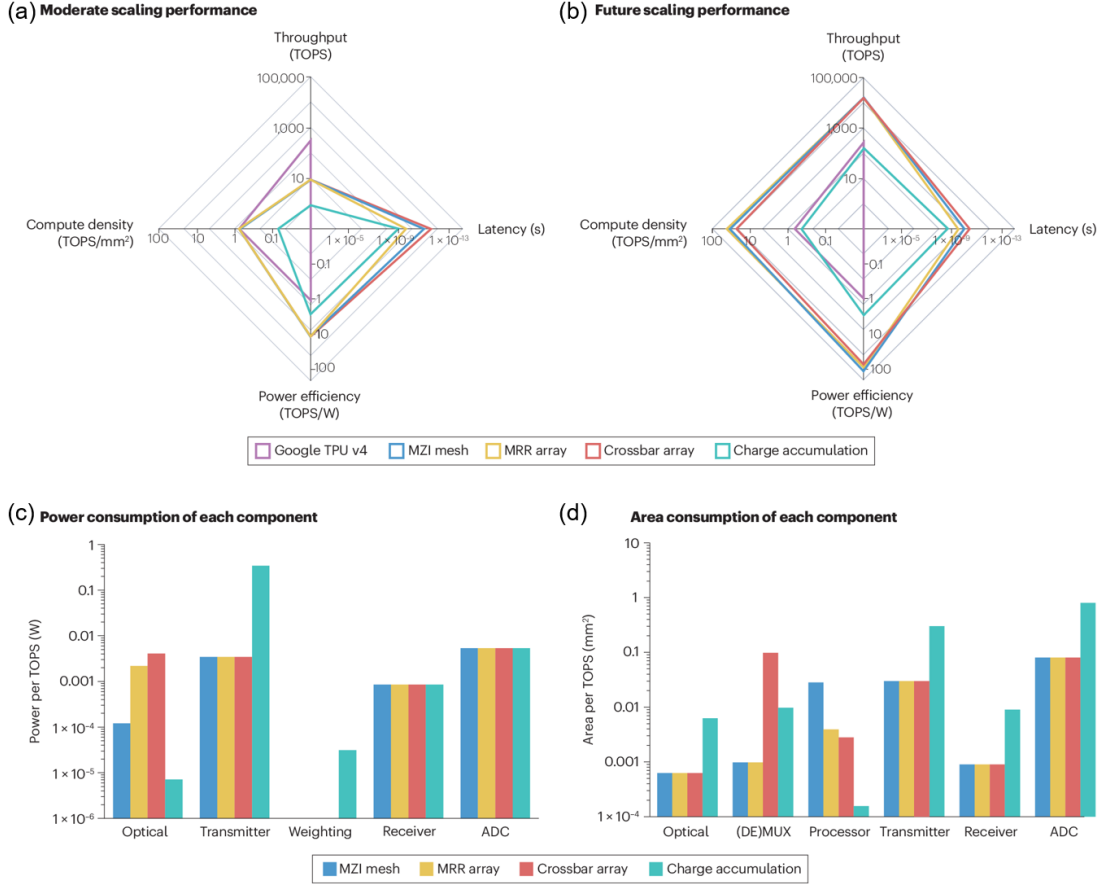 (a) Moderate scaling performance
Throughput
(TOPS)
100,000
1,000
10
Compute density
(TOPS/mm²)
100
10
1
0.1
1 × 10⁻⁵
1 × 10⁻⁹
1 × 10⁻¹³
Latency (s)
0.1
1
10
100
Power efficiency
(TOPS/W)
(b) Future scaling performance
Throughput
(TOPS)
100,000
1,000
10
Compute density
(TOPS/mm²)
100
10
1
0.1
1 × 10⁻⁵
1 × 10⁻⁹
1 × 10⁻¹³
Latency (s)
0.1
1
10
100
Power efficiency
(TOPS/W)
Google TPU v4 MZI mesh MRR array Crossbar array Charge accumulation
(c) Power consumption of each component
Power per TOPS (W)
1
0.1
0.01
0.001
1 × 10⁻⁴
1 × 10⁻⁵
1 × 10⁻⁶
Optical Transmitter Weighting Receiver ADC
(d) Area consumption of each component
Area per TOPS (mm²)
10
1
0.1
0.01
0.001
1 × 10⁻⁴
Optical (DE)MUX Processor Transmitter Receiver ADC
MZI mesh MRR array Crossbar array Charge accumulation